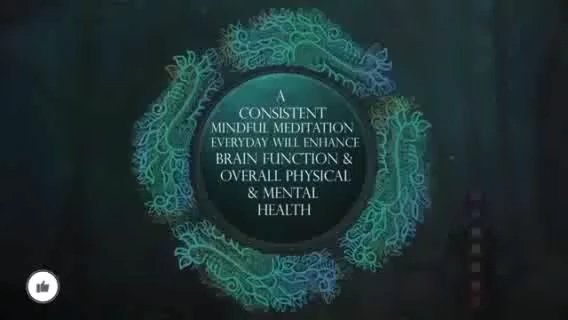 A
CONSISTENT
MINDFUL MEDITATION
EVERYDAY WILL ENHANCE
BRAIN FUNCTION &
OVERALL PHYSICAL
& MENTAL
HEALTH